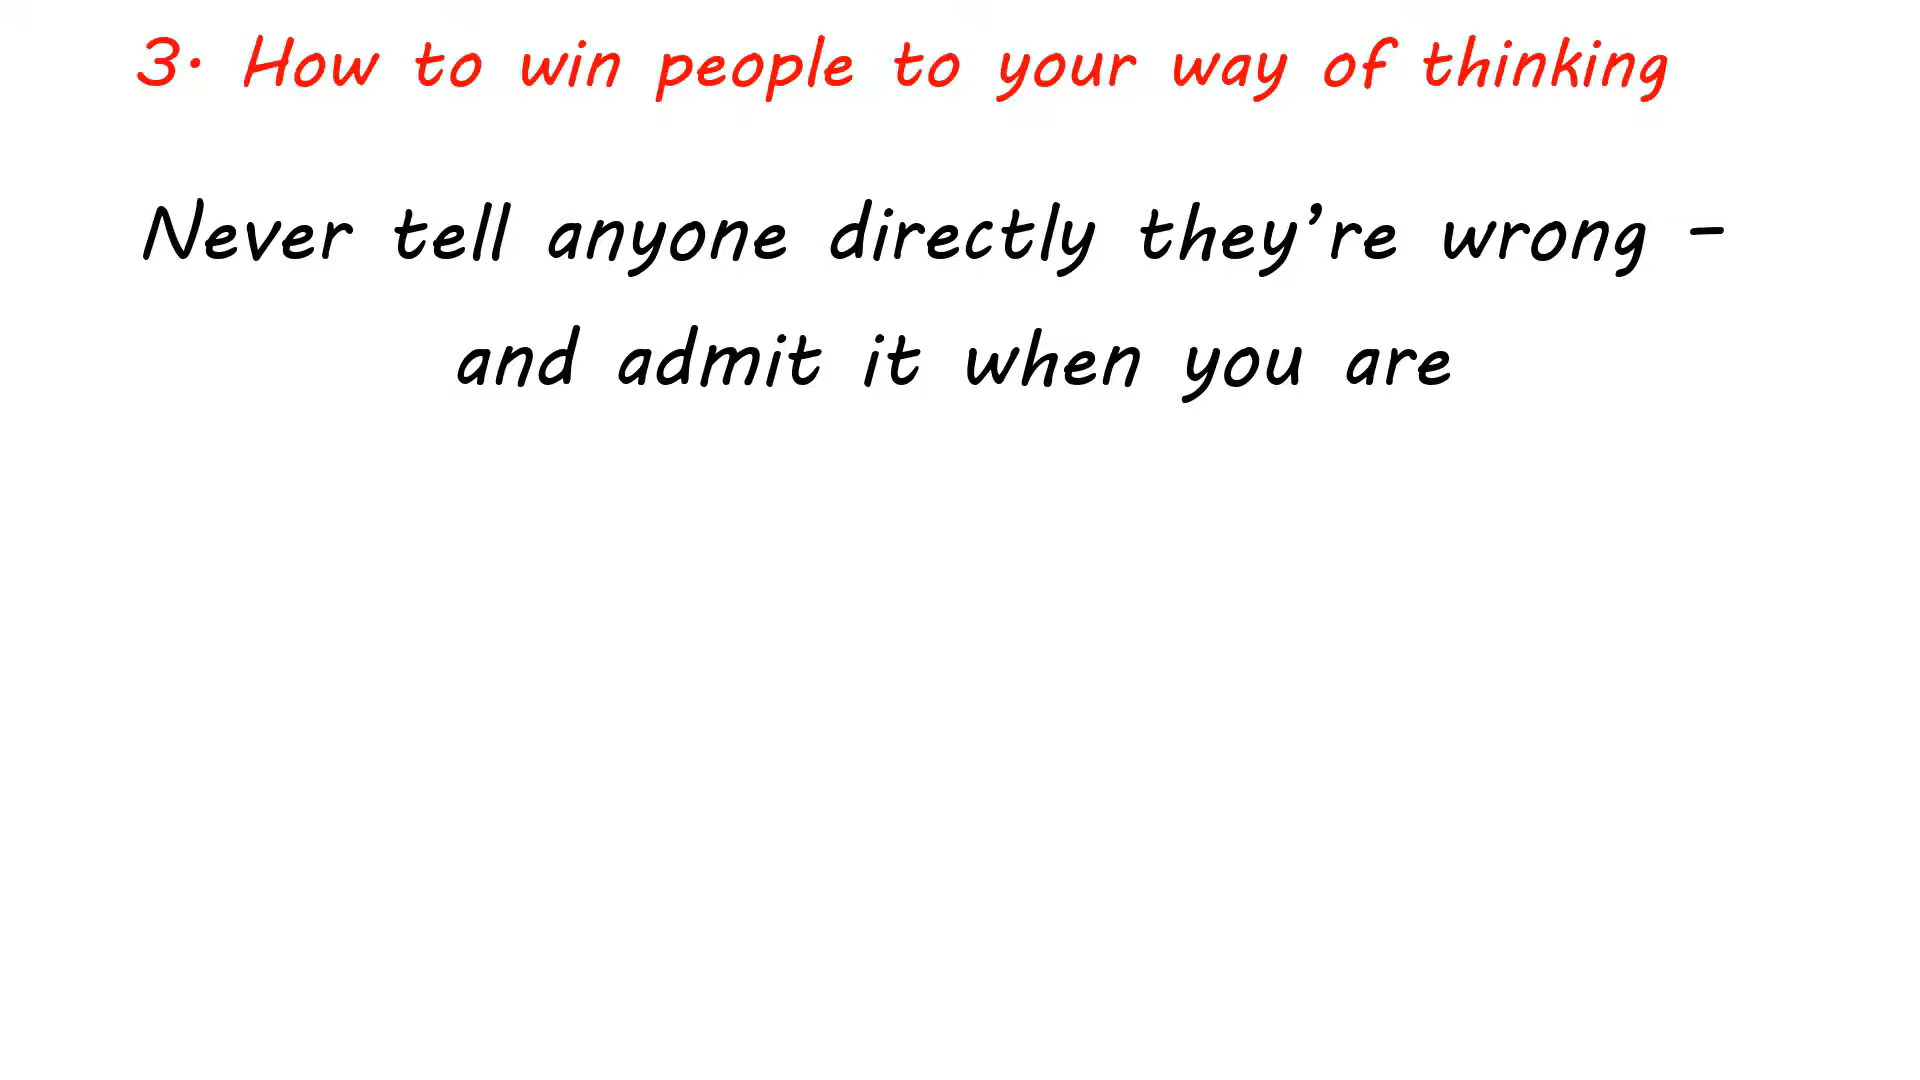 3. How to win people to your way of thinking
Never tell anyone directly they’re wrong –
and admit it when you are